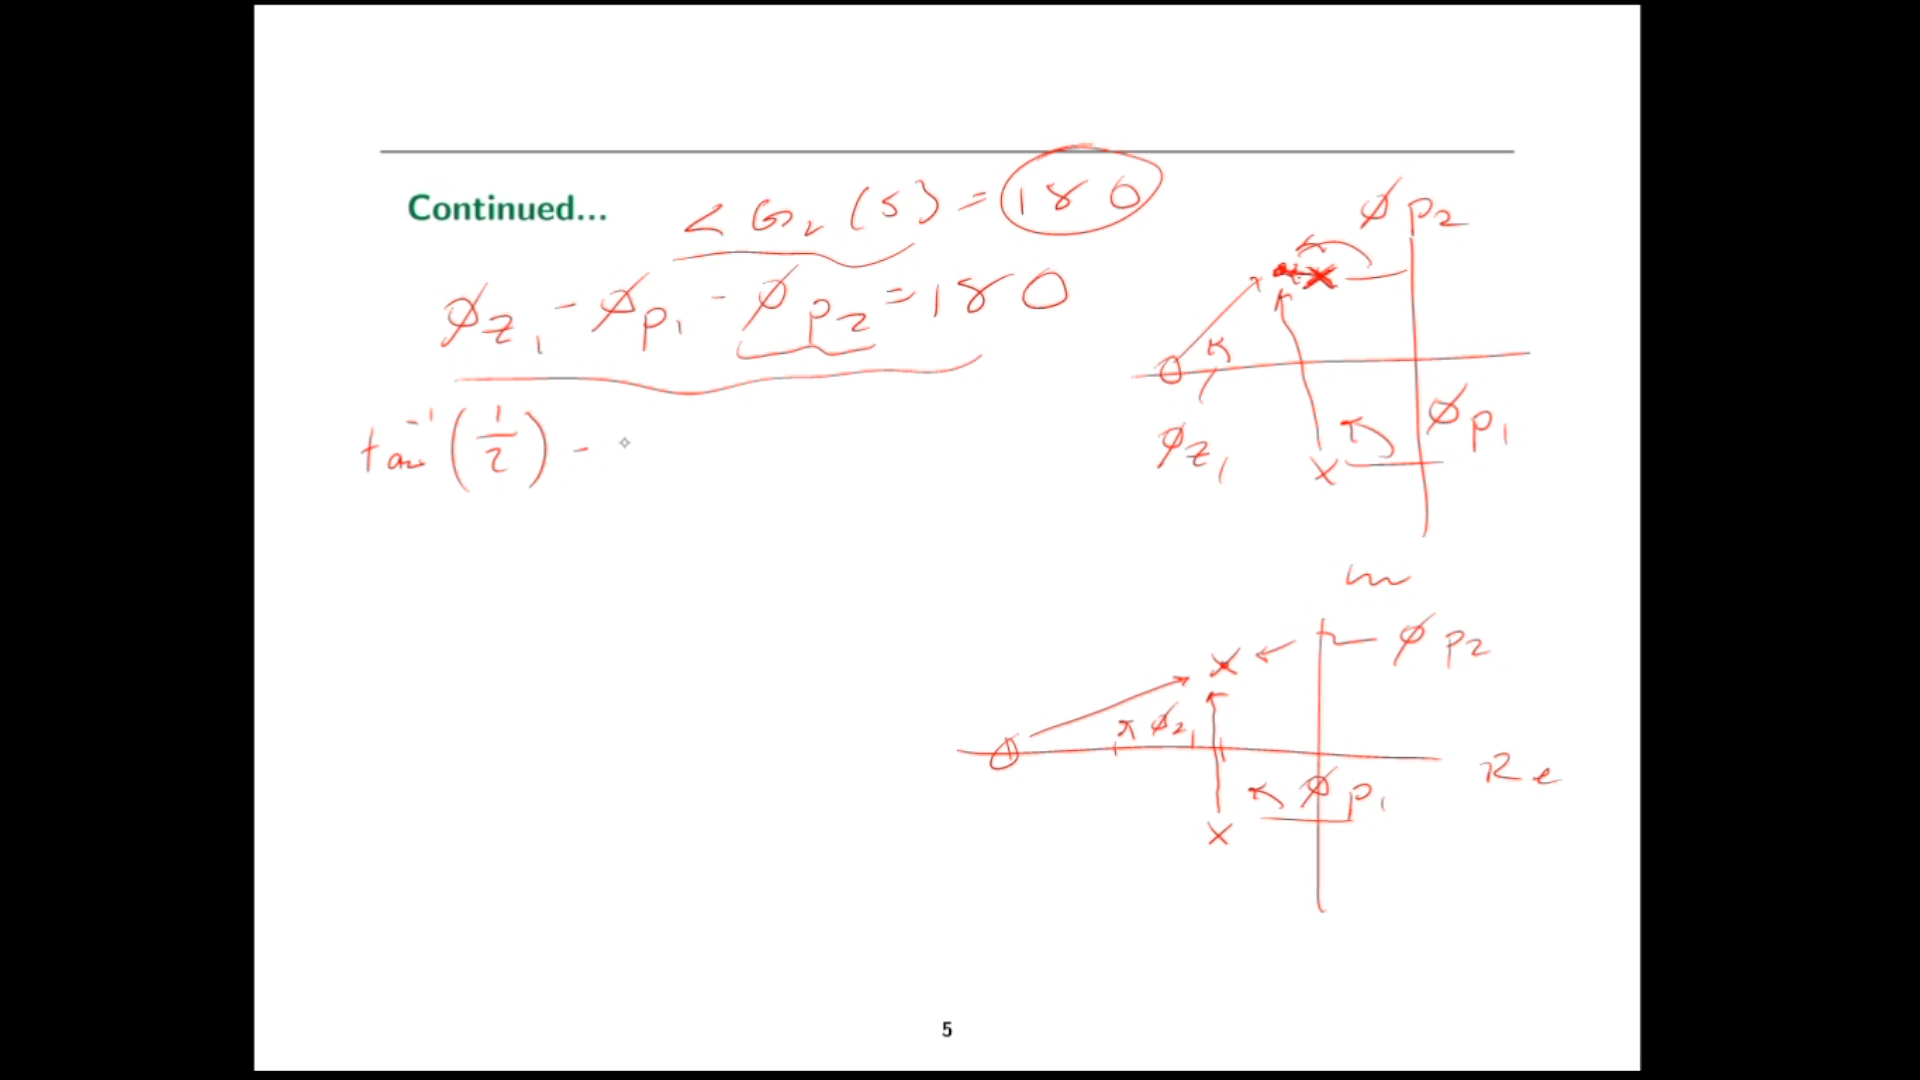 Continued...
∠G₂(s) = 180
ϕz₁ - ϕp₁ - ϕp₂ = 180
tan⁻¹(1/2) -
ϕp₂
ϕz₁
ϕp₁
Im
ϕp₂
ϕz₁
Re
ϕp₁
5